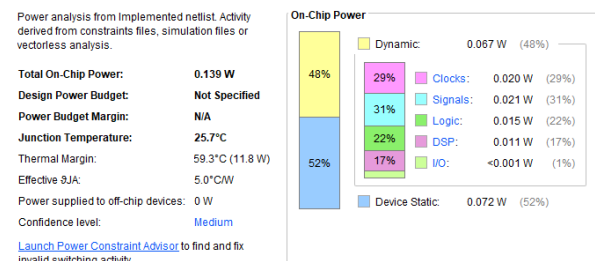 Power analysis from Implemented netlist. Activity
derived from constraints files, simulation files or
vectorless analysis.
Total On-Chip Power: 0.139 W
Design Power Budget: Not Specified
Power Budget Margin: N/A
Junction Temperature: 25.7°C
Thermal Margin: 59.3°C (11.8 W)
Effective ϑJA: 5.0°C/W
Power supplied to off-chip devices: 0 W
Confidence level: Medium
Launch Power Constraint Advisor to find and fix
invalid switching activity
On-Chip Power
48%
52%
Dynamic: 0.067 W (48%)
29% Clocks: 0.020 W (29%)
31% Signals: 0.021 W (31%)
22% Logic: 0.015 W (22%)
17% DSP: 0.011 W (17%)
I/O: <0.001 W (1%)
Device Static: 0.072 W (52%)